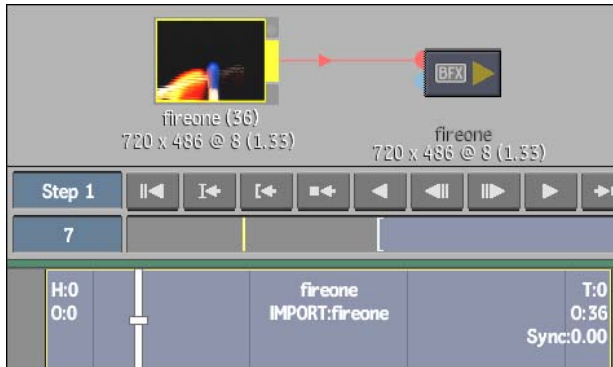 fireone (36)
720 x 486 @ 8 (1.33)
BFX
fireone
720 x 486 @ 8 (1.33)
Step 1
7
H:0
0:0
fireone
IMPORT:fireone
T:0
0:36
Sync:0.00